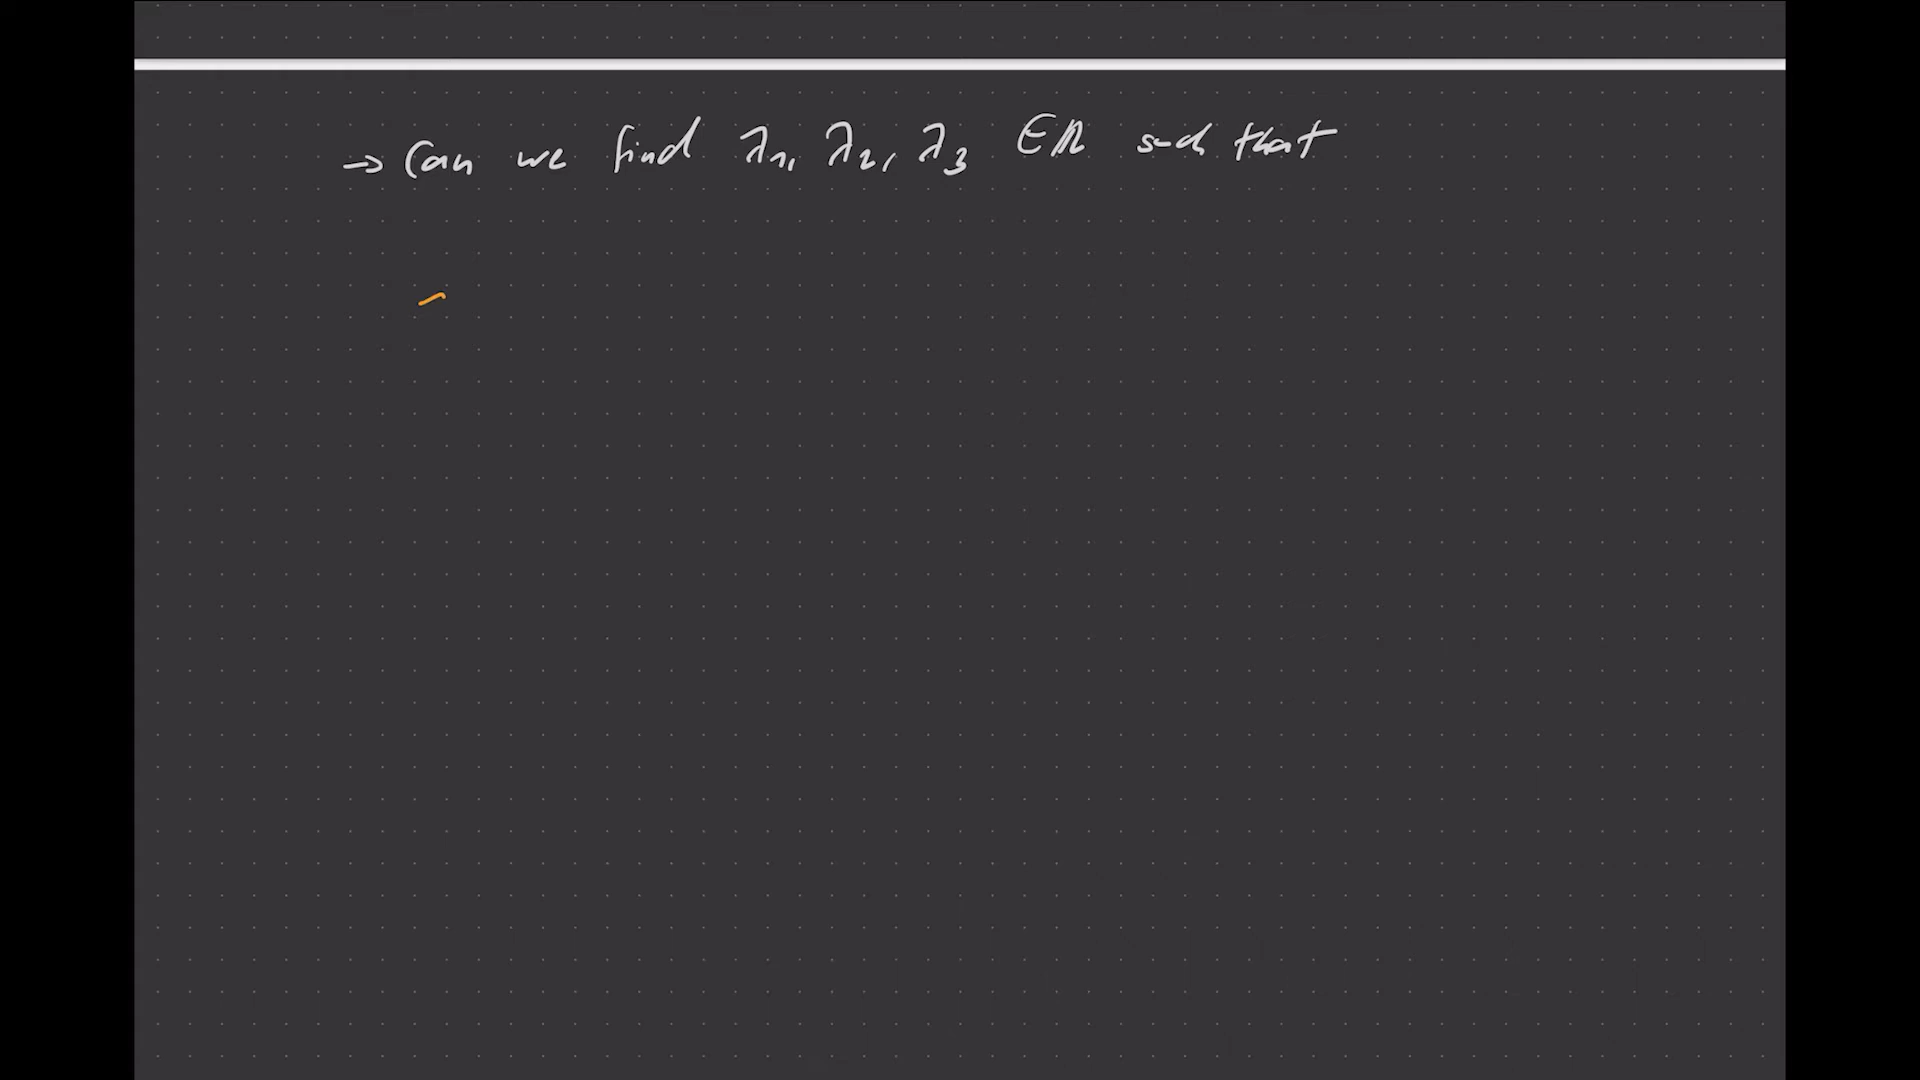 → Can we find λ₁, λ₂, λ₃ ∈ ℝ such that